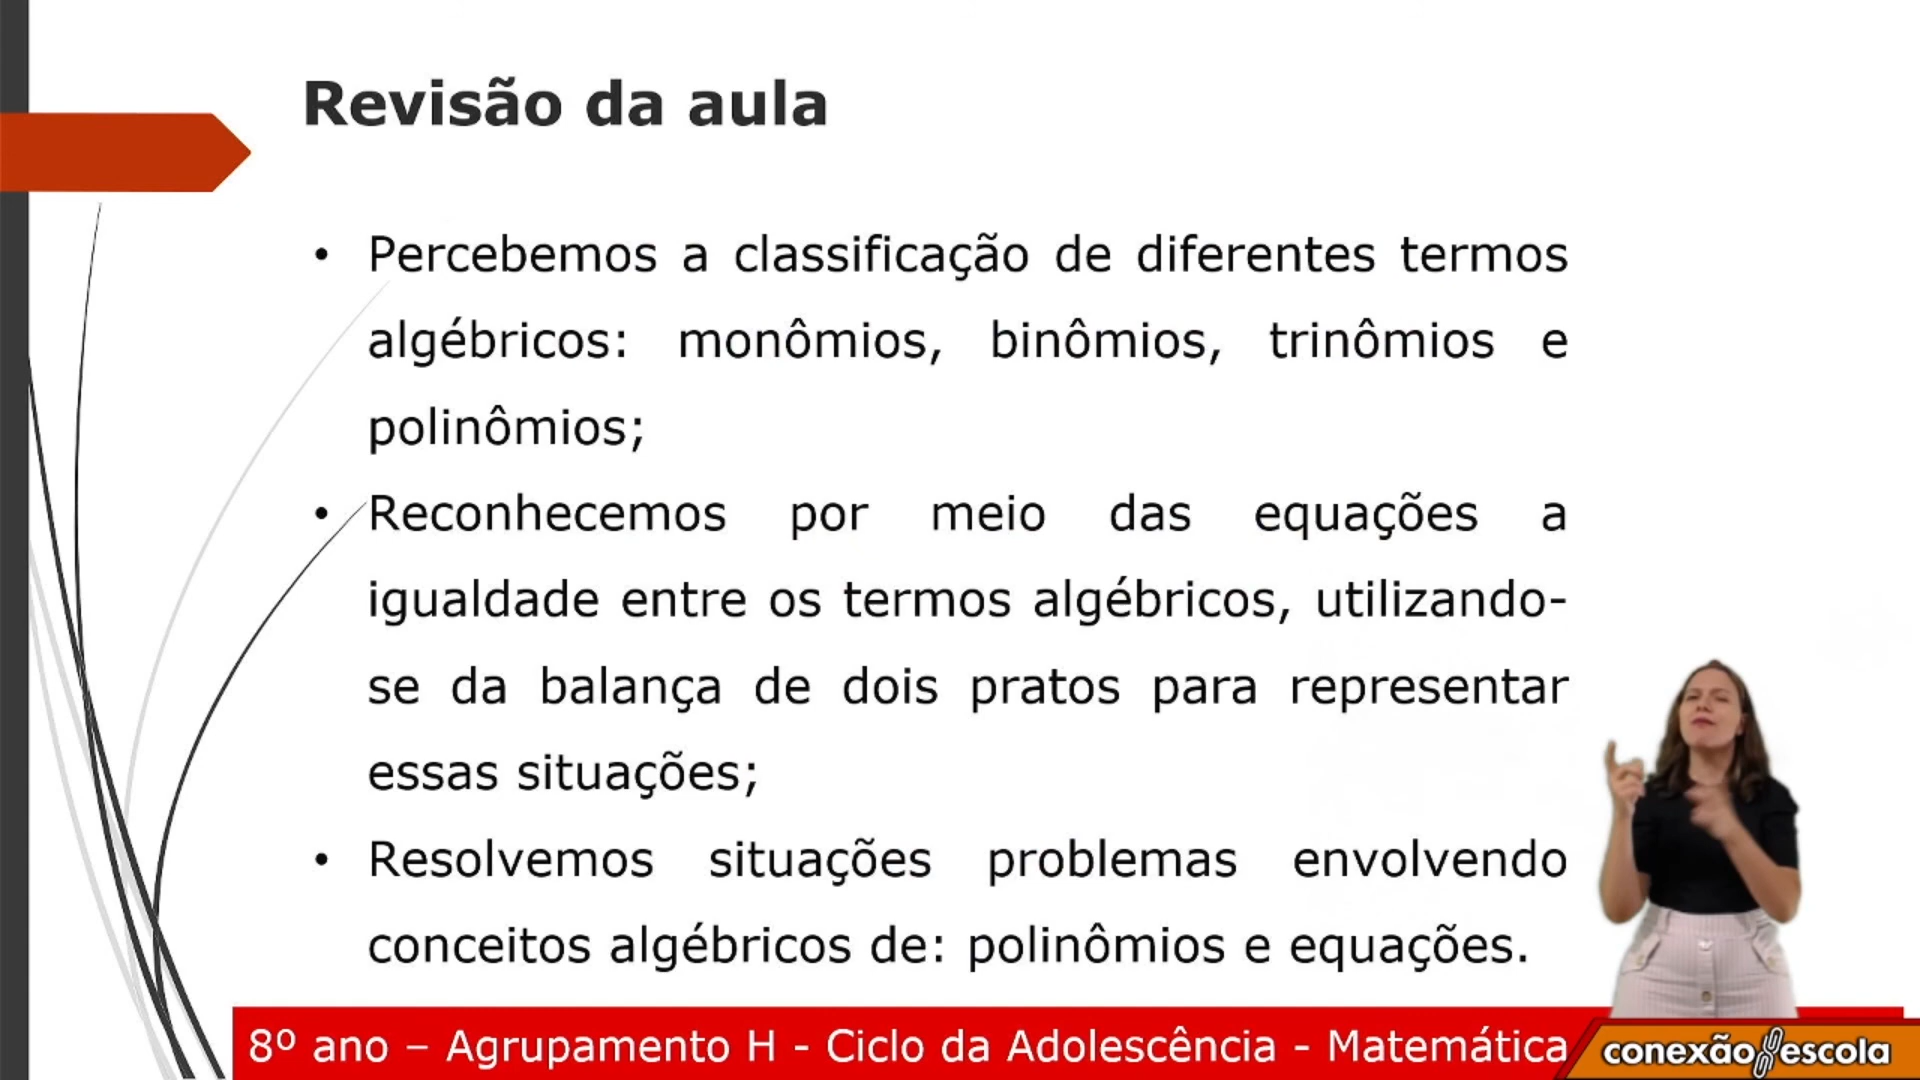 Revisão da aula
• Percebemos a classificação de diferentes termos
algébricos: monômios, binômios, trinômios e
polinômios;
• Reconhecemos por meio das equações a
igualdade entre os termos algébricos, utilizando-
se da balança de dois pratos para representar
essas situações;
• Resolvemos situações problemas envolvendo
conceitos algébricos de: polinômios e equações.
8º ano – Agrupamento H - Ciclo da Adolescência - Matemática
conexão escola